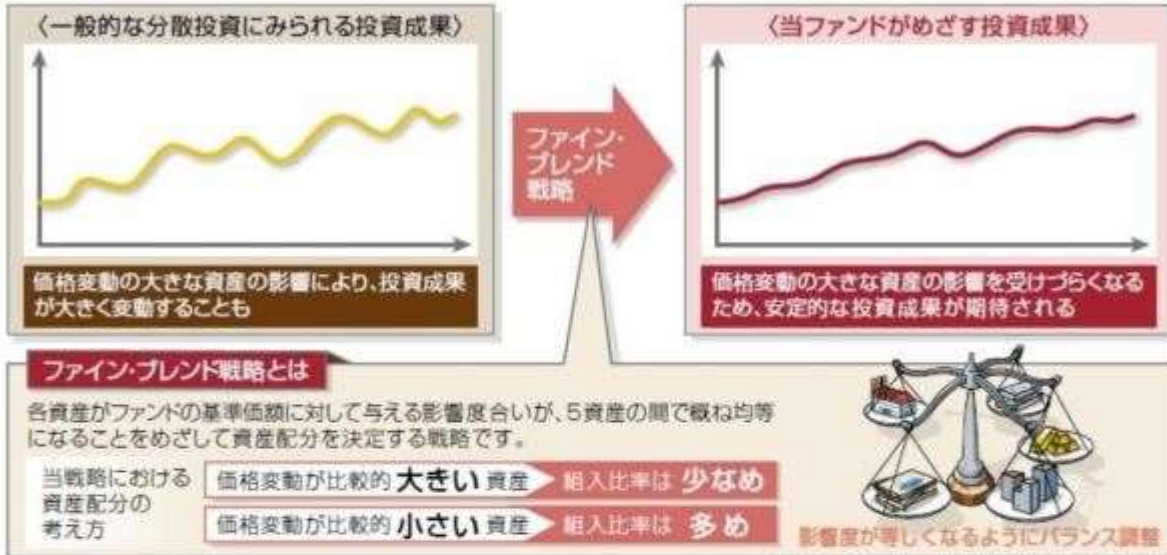 〈一般的な分散投資にみられる投資成果〉
価格変動の大きな資産の影響により、投資成果
が大きく変動することも
ファイン・
ブレンド
戦略
〈当ファンドがめざす投資成果〉
価格変動の大きな資産の影響を受けづらくなる
ため、安定的な投資成果が期待される
ファイン・ブレンド戦略とは
各資産がファンドの基準価額に対して与える影響度合いが、5資産の間で概ね均等
になることをめざして資産配分を決定する戦略です。
当戦略における
資産配分の
考え方
価格変動が比較的 大きい 資産 組入比率は 少なめ
価格変動が比較的 小さい 資産 組入比率は 多め
影響度が等しくなるようにバランス調整